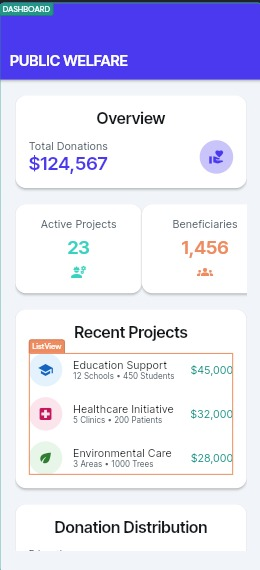 DASHBOARD
PUBLIC WELFARE
Overview
Total Donations
$124,567
Active Projects
23
Beneficiaries
1,456
ListView
Recent Projects
Education Support
12 Schools • 450 Students
$45,000
Healthcare Initiative
5 Clinics • 200 Patients
$32,000
Environmental Care
3 Areas • 1000 Trees
$28,000
Donation Distribution